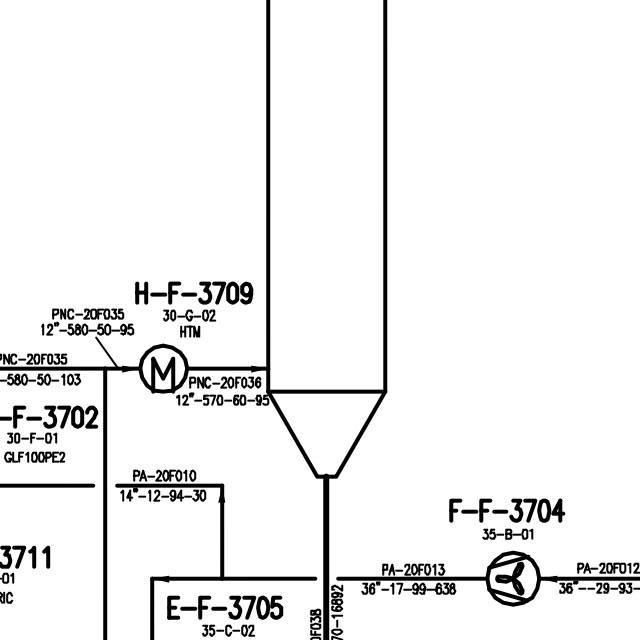 H-F-3709
30-G-02
HTM
PNC-20F035
12"-580-50-95
PNC-20F035
-580-50-103
M
PNC-20F036
12"-570-60-95
-F-3702
30-F-01
GLF100PE2
PA-20F010
14"-12-94-30
F-F-3704
35-B-01
3711
-01
RIC
PA-20F013
36"-17-99-638
PA-20F012
36"--29-93-
E-F-3705
35-C-02
0F038
70-16892